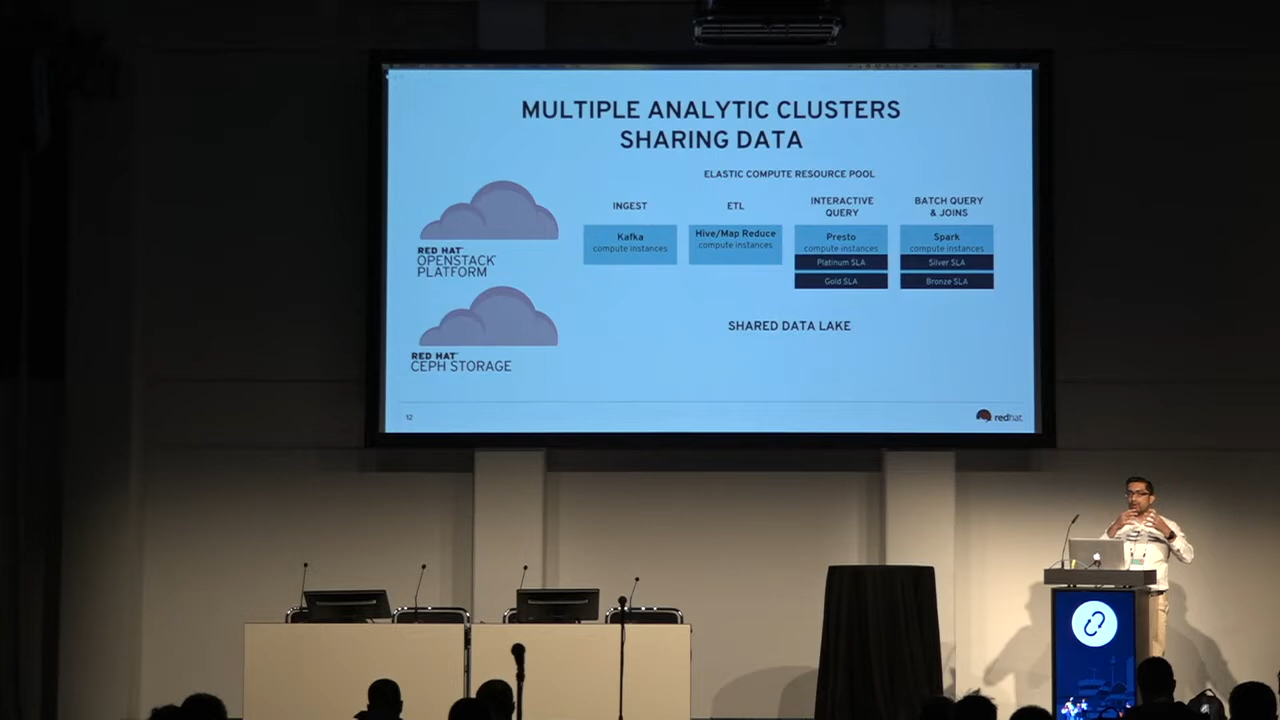 MULTIPLE ANALYTIC CLUSTERS
SHARING DATA
ELASTIC COMPUTE RESOURCE POOL
INGEST
ETL
INTERACTIVE
QUERY
BATCH QUERY
& JOINS
Kafka
compute instances
Hive/Map Reduce
compute instances
Presto
compute instances
Platinum SLA
Gold SLA
Spark
compute instances
Silver SLA
Bronze SLA
RED HAT
OPENSTACK
PLATFORM
SHARED DATA LAKE
RED HAT
CEPH STORAGE
12
redhat